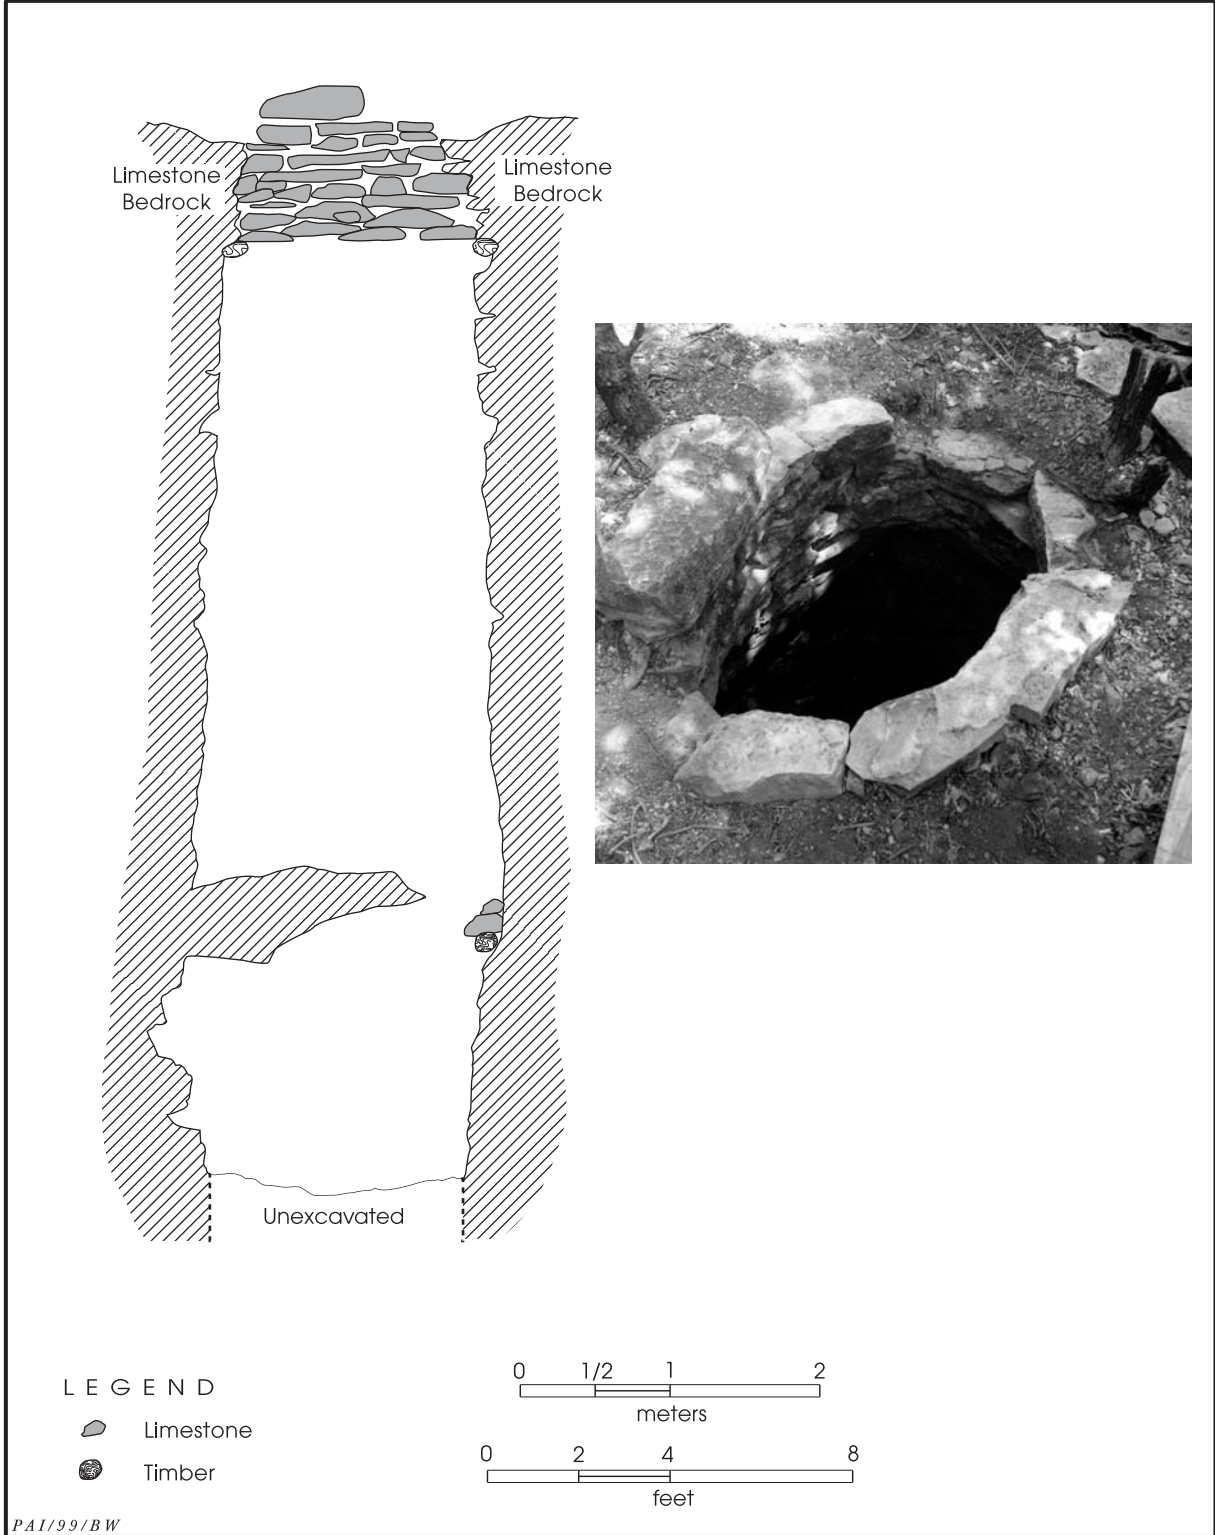 Limestone
Bedrock
Limestone
Bedrock
Unexcavated
LEGEND
Limestone
Timber
0 1/2 1 2
meters
0 2 4 8
feet
PAI/99/BW